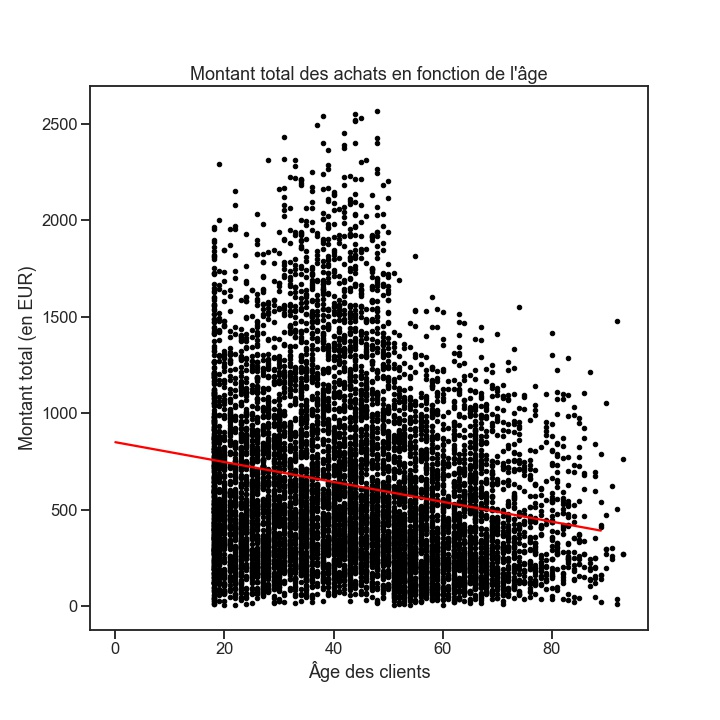 Montant total des achats en fonction de l'âge
2500
2000
1500
1000
500
0
Montant total (en EUR)
0 20 40 60 80
Âge des clients